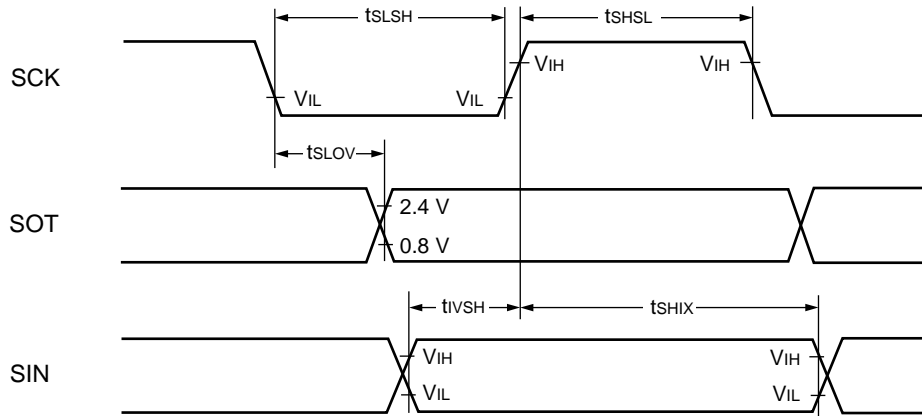 tSLSH tSHSL
SCK VIL VIL VIH VIH
tSLOV
SOT 2.4 V
0.8 V
tIVSH tSHIX
SIN VIH VIH
VIL VIL